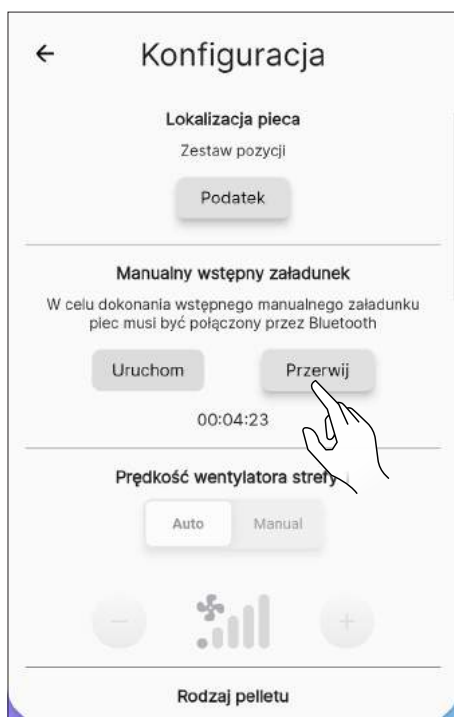 Konfiguracja
Lokalizacja pieca
Zestaw pozycji
Podatek
Manualny wstępny załadunek
W celu dokonania wstępnego manualnego załadunku
piec musi być połączony przez Bluetooth
Uruchom Przerwij
00:04:23
Prędkość wentylatora strefy
Auto Manual
Rodzaj pelletu